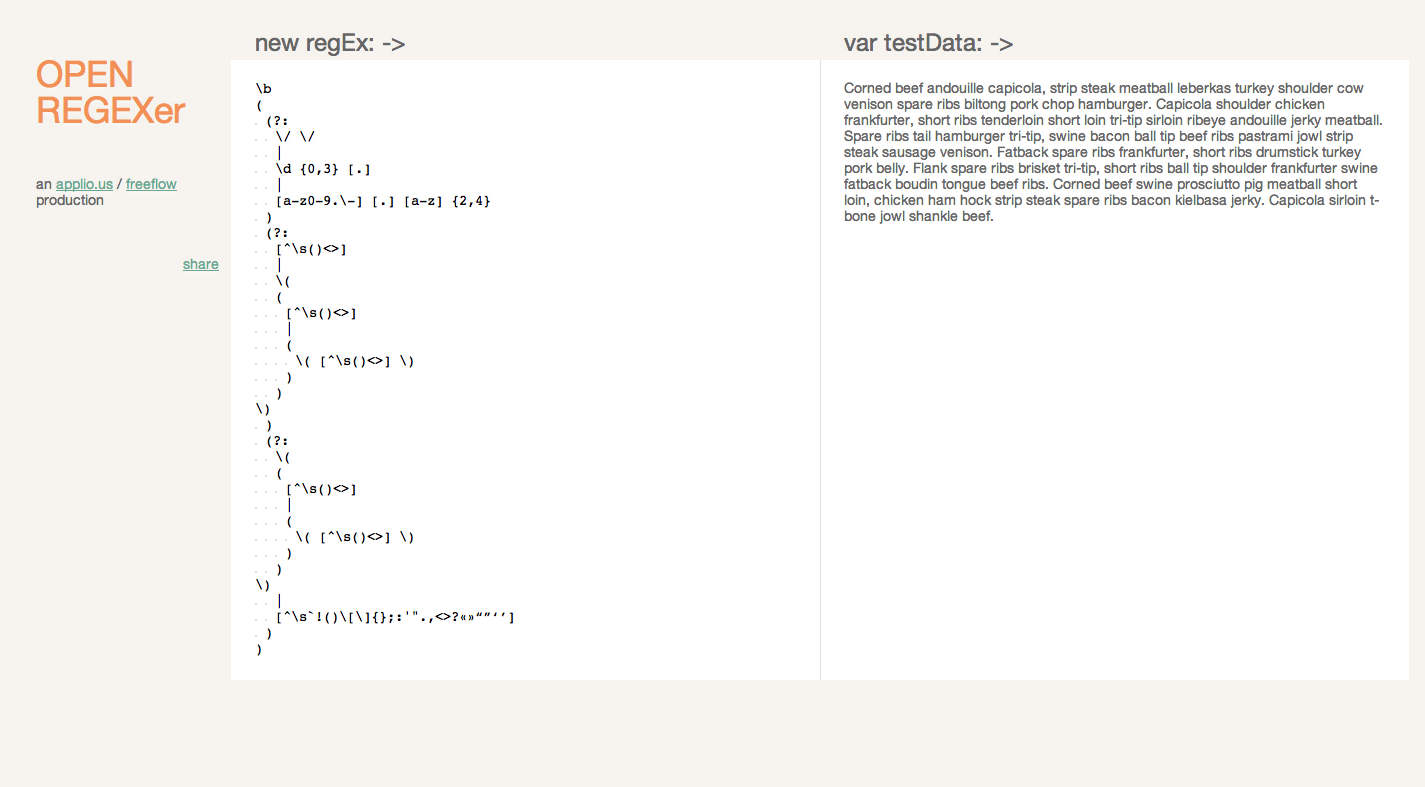 OPEN
REGEXer
an applio.us / freeflow
production
share
new regEx: ->
\b
(
. (?:
. . \/ \/
. . |
. . \d {0,3} [.]
. . |
. . [a-z0-9.\-] [.] [a-z] {2,4}
. )
. (?:
. . [^\s()<>]
. . |
. . \(
. . (
. . . [^\s()<>]
. . . |
. . . (
. . . . \( [^\s()<>] \)
. . . )
. . )
\)
. )
. (?:
. . \(
. . (
. . . [^\s()<>]
. . . |
. . . (
. . . . \( [^\s()<>] \)
. . . )
. . )
\)
. . |
. . [^\s`!()\[\]{};:'".,<>?«»“”‘’]
. )
)
var testData: ->
Corned beef andouille capicola, strip steak meatball leberkas turkey shoulder cow
venison spare ribs biltong pork chop hamburger. Capicola shoulder chicken
frankfurter, short ribs tenderloin short loin tri-tip sirloin ribeye andouille jerky meatball.
Spare ribs tail hamburger tri-tip, swine bacon ball tip beef ribs pastrami jowl strip
steak sausage venison. Fatback spare ribs frankfurter, short ribs drumstick turkey
pork belly. Flank spare ribs brisket tri-tip, short ribs ball tip shoulder frankfurter swine
fatback boudin tongue beef ribs. Corned beef swine prosciutto pig meatball short
loin, chicken ham hock strip steak spare ribs bacon kielbasa jerky. Capicola sirloin t-
bone jowl shankle beef.